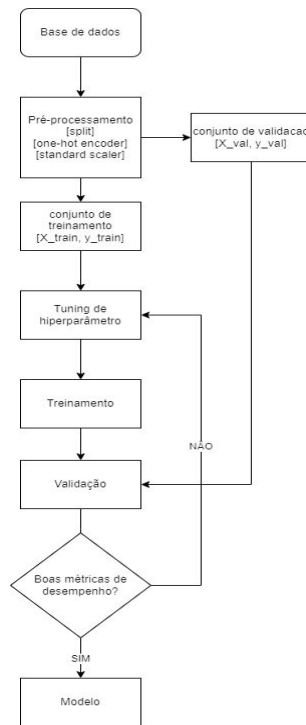 Base de dados
Pré-processamento
[split]
[one-hot encoder]
[standard scaler]
conjunto de validacao
[X_val, y_val]
conjunto de
treinamento
[X_train, y_train]
Tuning de
hiperparâmetro
Treinamento
NÃO
Validação
Boas métricas de
desempenho?
SIM
Modelo